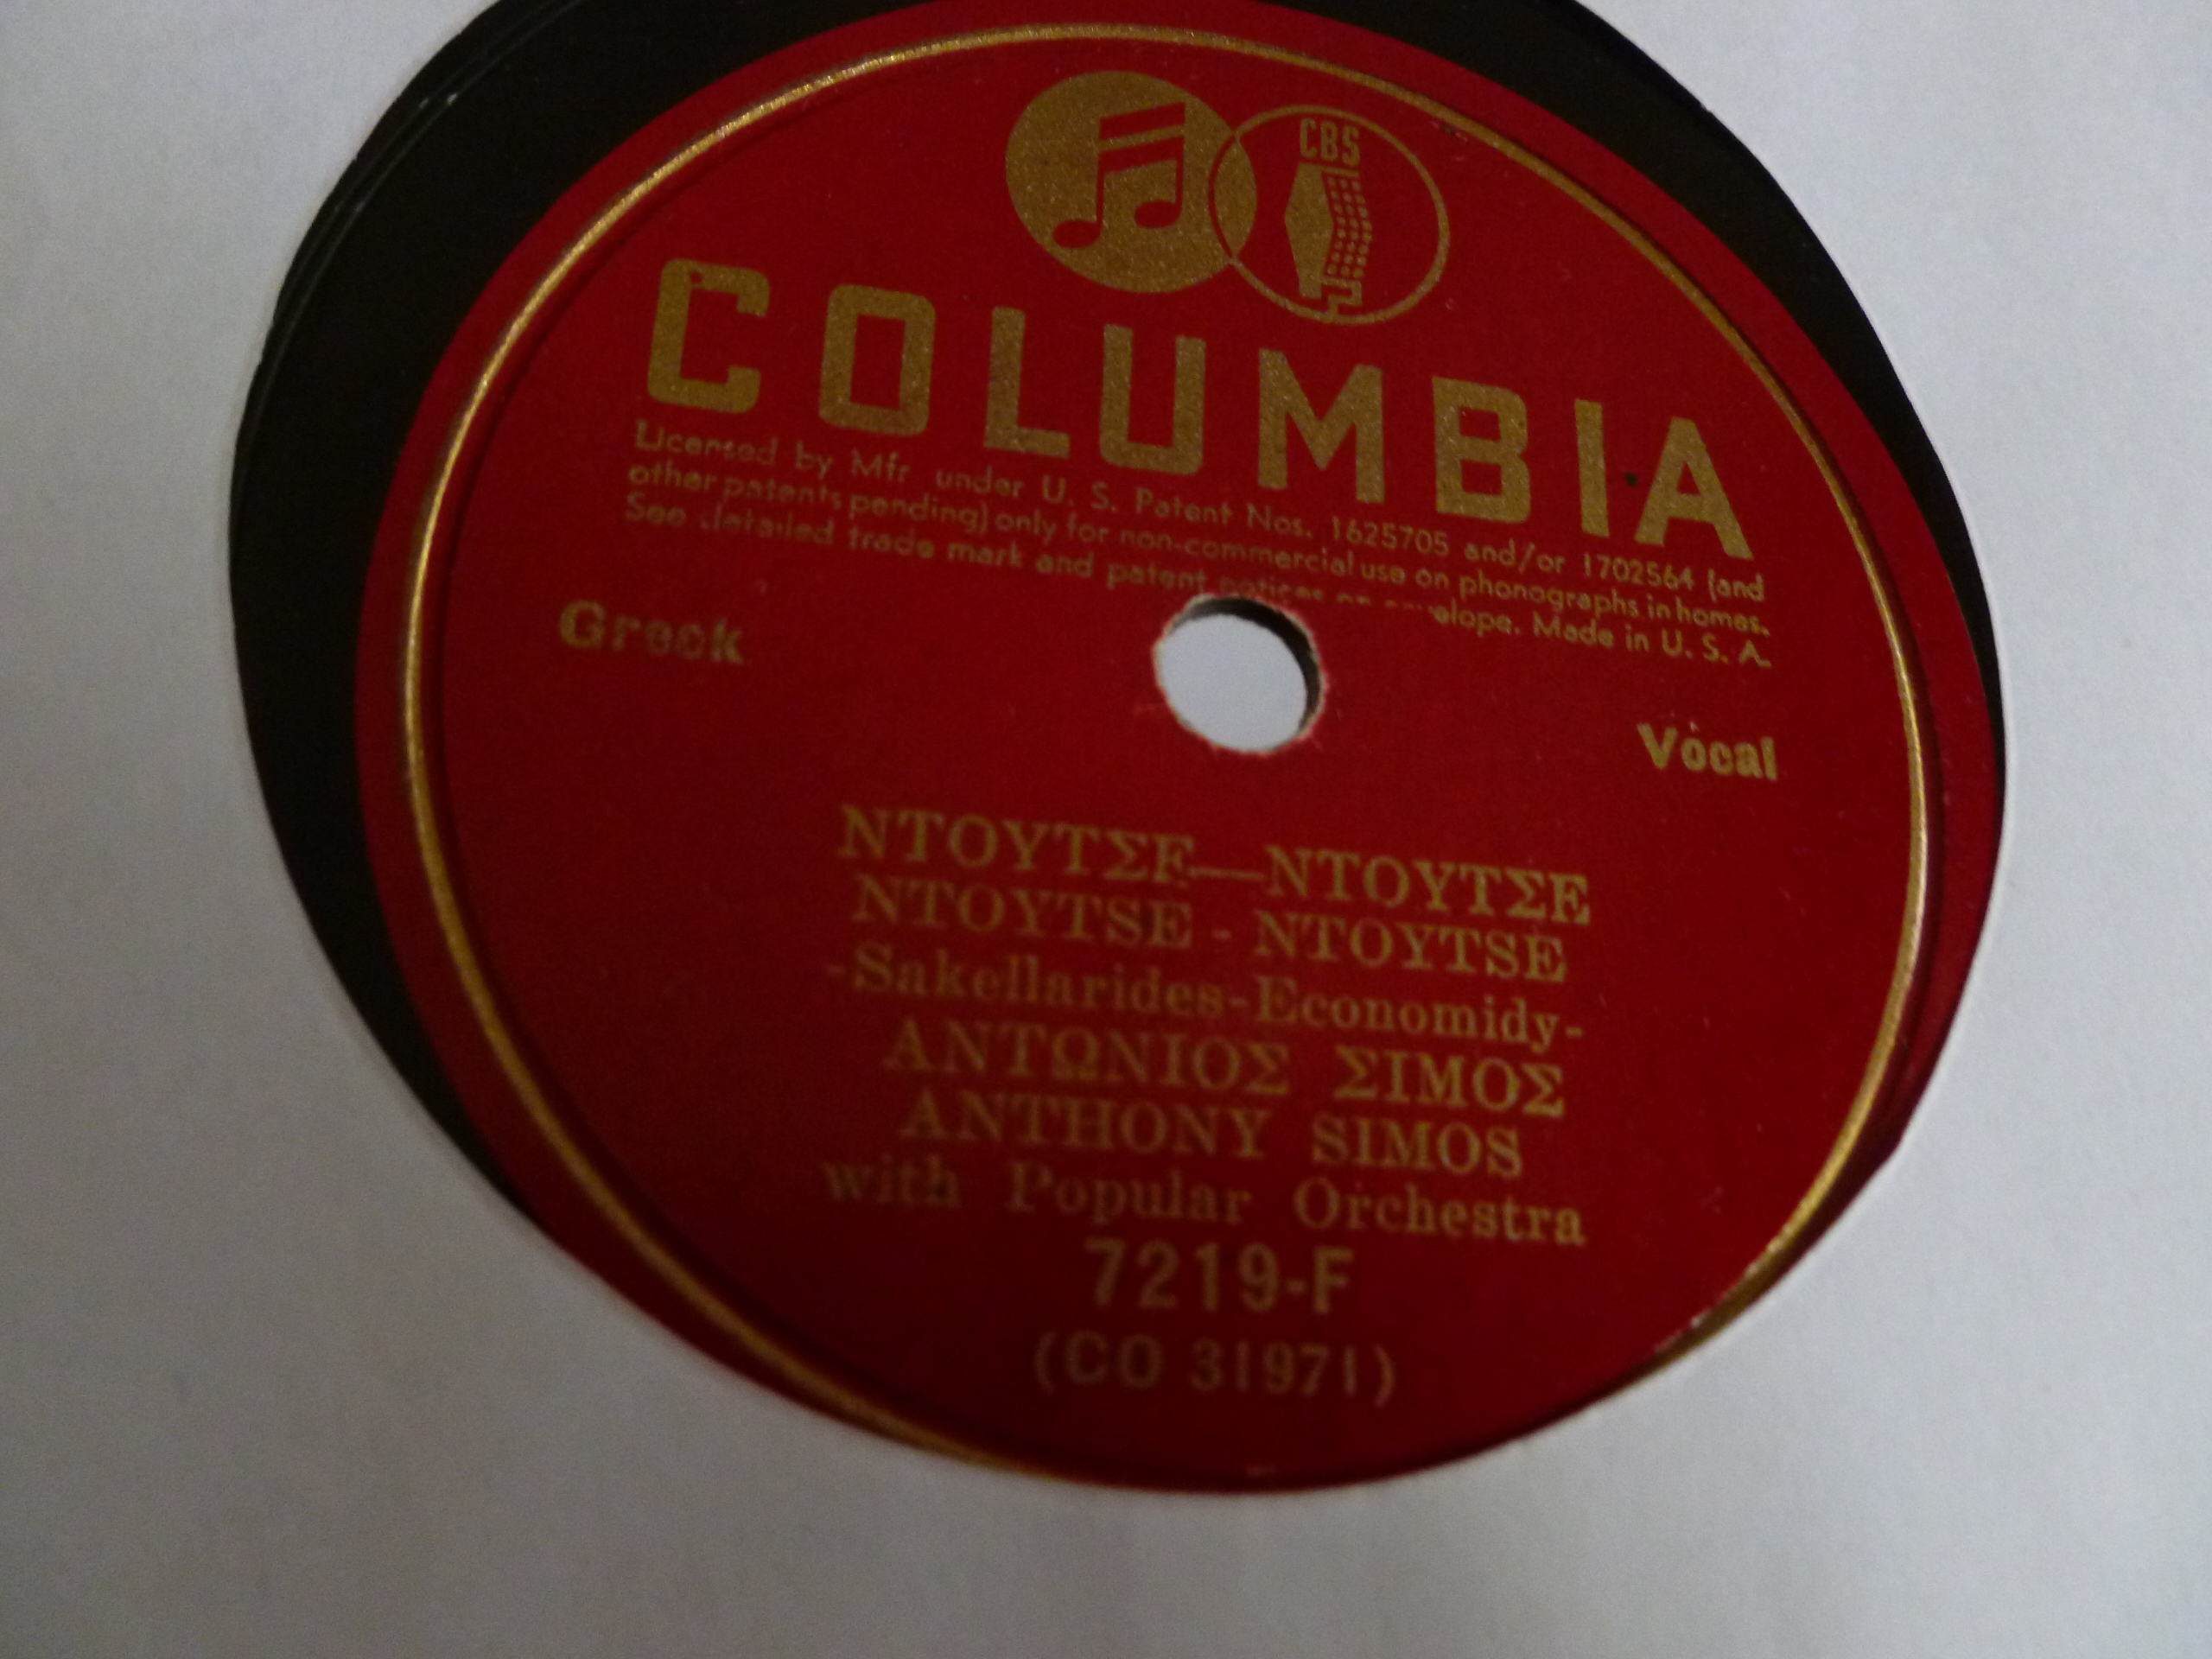 CBS
COLUMBIA
Licensed by Mfr under U. S. Patent Nos. 1625705 and/or 1702564 (and
other patents pending) only for non-commercial use on phonographs in homes.
See detailed trade mark and patent notices on envelope. Made in U. S. A.
Greek
Vocal
ΝΤΟΥΤΣΕ—ΝΤΟΥΤΣΕ
NTOYTSE - NTOYTSE
-Sakellarides-Economidy-
ΑΝΤΩΝΙΟΣ ΣΙΜΟΣ
ANTHONY SIMOS
with Popular Orchestra
7219-F
(CO 31971)